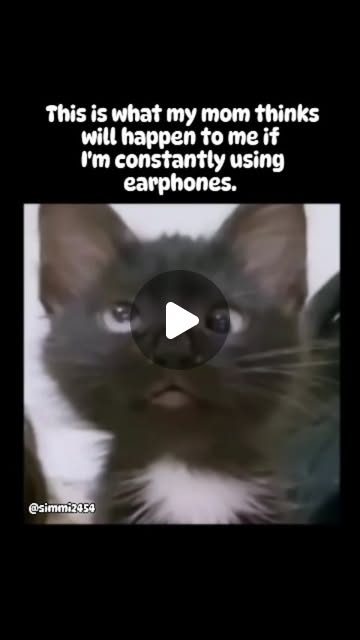 This is what my mom thinks
will happen to me if
I'm constantly using
earphones.
@simmi2454